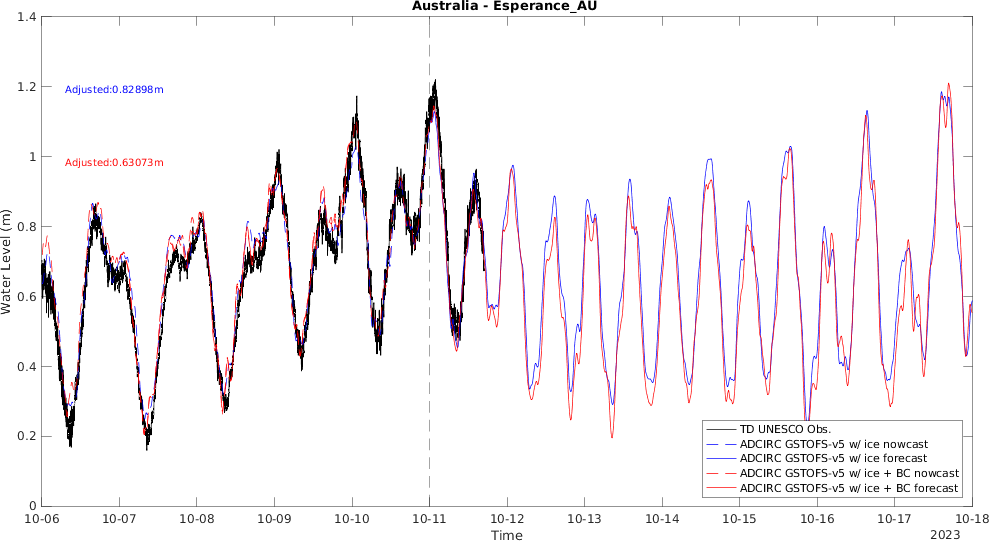 Australia - Esperance_AU
1.4
1.2
1
0.8
0.6
0.4
0.2
0
Water Level (m)
Adjusted:0.82898m
Adjusted:0.63073m
TD UNESCO Obs.
ADCIRC GSTOFS-v5 w/ ice nowcast
ADCIRC GSTOFS-v5 w/ ice forecast
ADCIRC GSTOFS-v5 w/ ice + BC nowcast
ADCIRC GSTOFS-v5 w/ ice + BC forecast
10-06 10-07 10-08 10-09 10-10 10-11 10-12 10-13 10-14 10-15 10-16 10-17 10-18
Time
2023